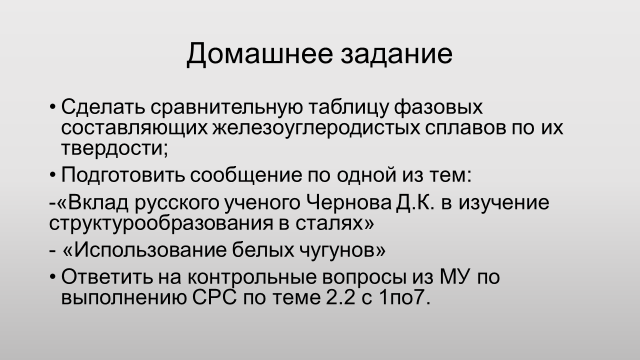 Домашнее задание
• Сделать сравнительную таблицу фазовых
составляющих железоуглеродистых сплавов по их
твердости;
• Подготовить сообщение по одной из тем:
-«Вклад русского ученого Чернова Д.К. в изучение
структурообразования в сталях»
- «Использование белых чугунов»
• Ответить на контрольные вопросы из МУ по
выполнению СРС по теме 2.2 с 1по7.